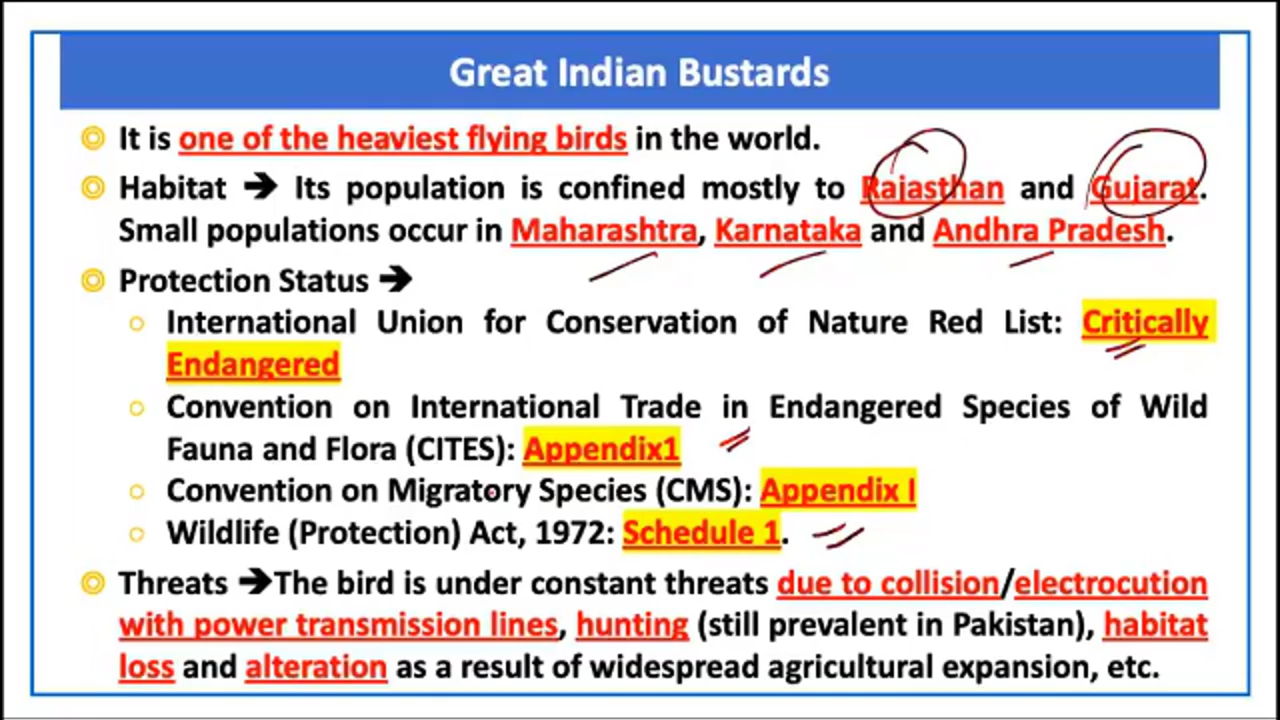 Great Indian Bustards
It is one of the heaviest flying birds in the world.
Habitat ➔ Its population is confined mostly to Rajasthan and Gujarat.
Small populations occur in Maharashtra, Karnataka and Andhra Pradesh.
Protection Status ➔
International Union for Conservation of Nature Red List: Critically
Endangered
Convention on International Trade in Endangered Species of Wild
Fauna and Flora (CITES): Appendix1
Convention on Migratory Species (CMS): Appendix I
Wildlife (Protection) Act, 1972: Schedule 1.
Threats ➔The bird is under constant threats due to collision/electrocution
with power transmission lines, hunting (still prevalent in Pakistan), habitat
loss and alteration as a result of widespread agricultural expansion, etc.